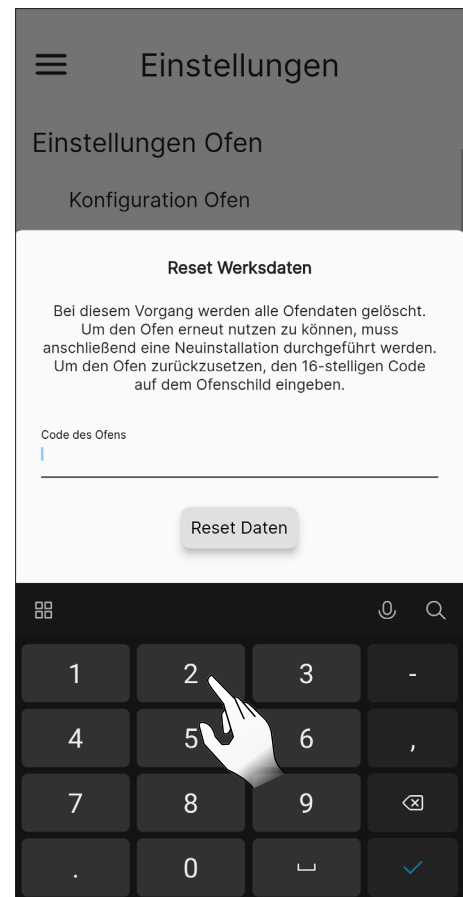 Einstellungen
Einstellungen Ofen
Konfiguration Ofen
Reset Werksdaten
Bei diesem Vorgang werden alle Ofendaten gelöscht.
Um den Ofen erneut nutzen zu können, muss
anschließend eine Neuinstallation durchgeführt werden.
Um den Ofen zurückzusetzen, den 16-stelligen Code
auf dem Ofenschild eingeben.
Code des Ofens
Reset Daten
1 2 3 -
4 5 6 ,
7 8 9
. 0